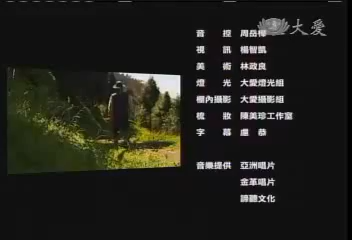 大愛
音控 周岳樺
視訊 楊智凱
美術 林政良
燈光 大愛燈光組
棚內攝影 大愛攝影組
梳妝 陳美珍工作室
字幕 盧恭
音樂提供 亞洲唱片
金革唱片
諦聽文化